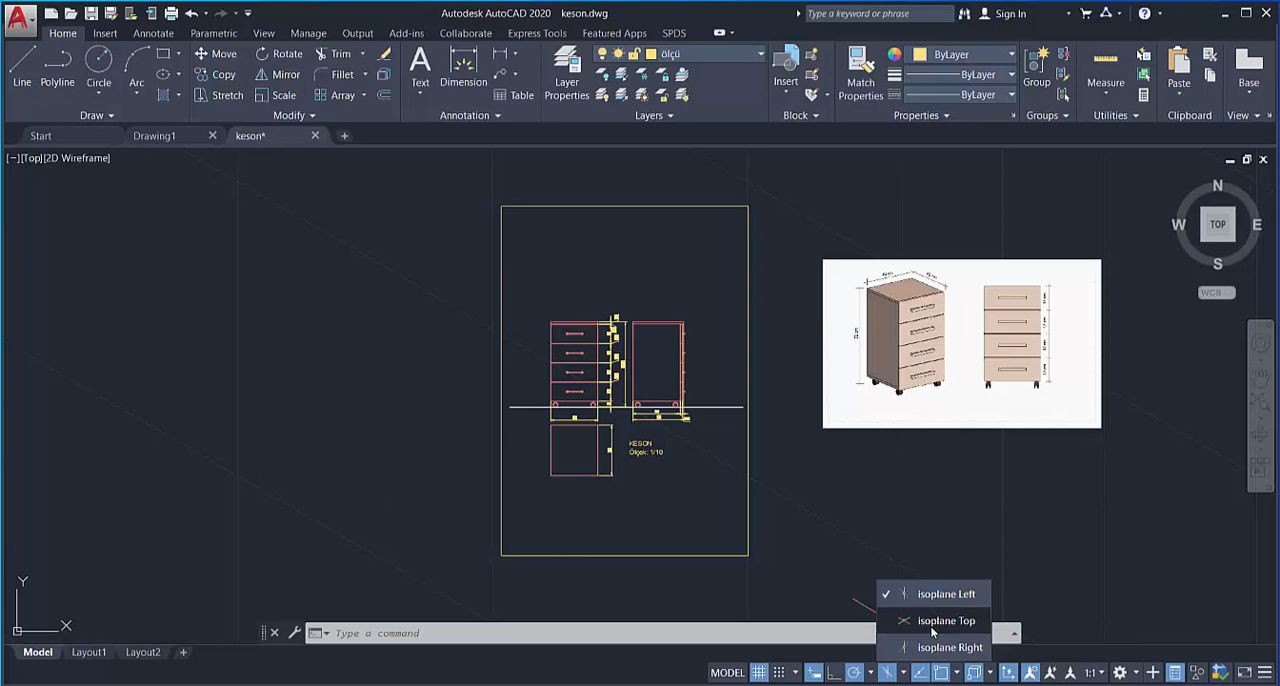 Autodesk AutoCAD 2020 keson.dwg
Type a keyword or phrase
Sign In
Home Insert Annotate Parametric View Manage Output Add-ins Collaborate Express Tools Featured Apps SPDS
Line
Polyline
Circle
Arc
Draw
Move
Rotate
Trim
Copy
Mirror
Fillet
Stretch
Scale
Array
Modify
Text
Dimension
Table
Annotation
Layer
Properties
ölçü
Layers
Insert
Block
Match
Properties
ByLayer
ByLayer
ByLayer
Properties
Group
Groups
Measure
Utilities
Paste
Clipboard
Base
View
Start
Drawing1
keson*
[−][Top][2D Wireframe]
N
W
TOP
E
S
WCS
KESON
Ölçek: 1/10
Y
X
isoplane Left
isoplane Top
isoplane Right
Type a command
Model Layout1 Layout2
MODEL
1:1